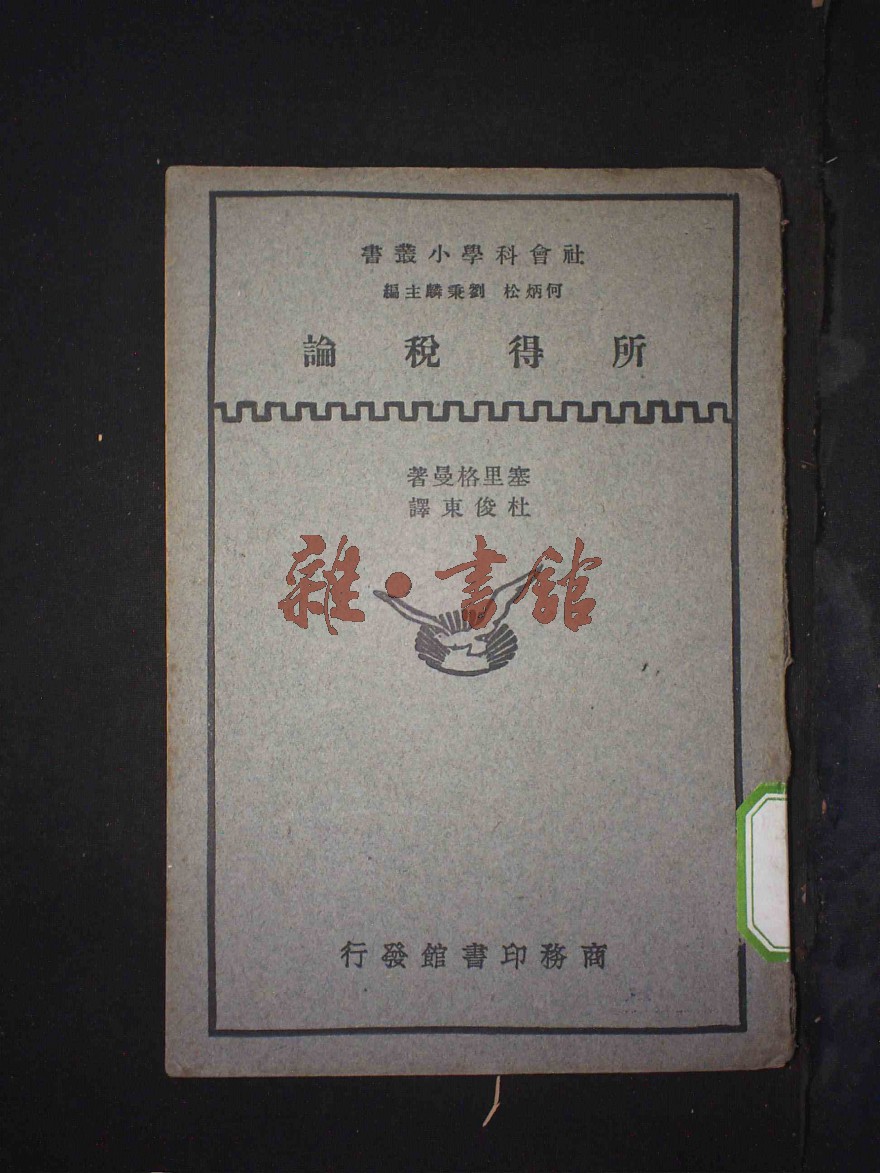 社會科學小叢書
何炳松 劉秉麟主編
所得稅論
塞里格曼著
杜俊東譯
雜·書館
商務印書館發行